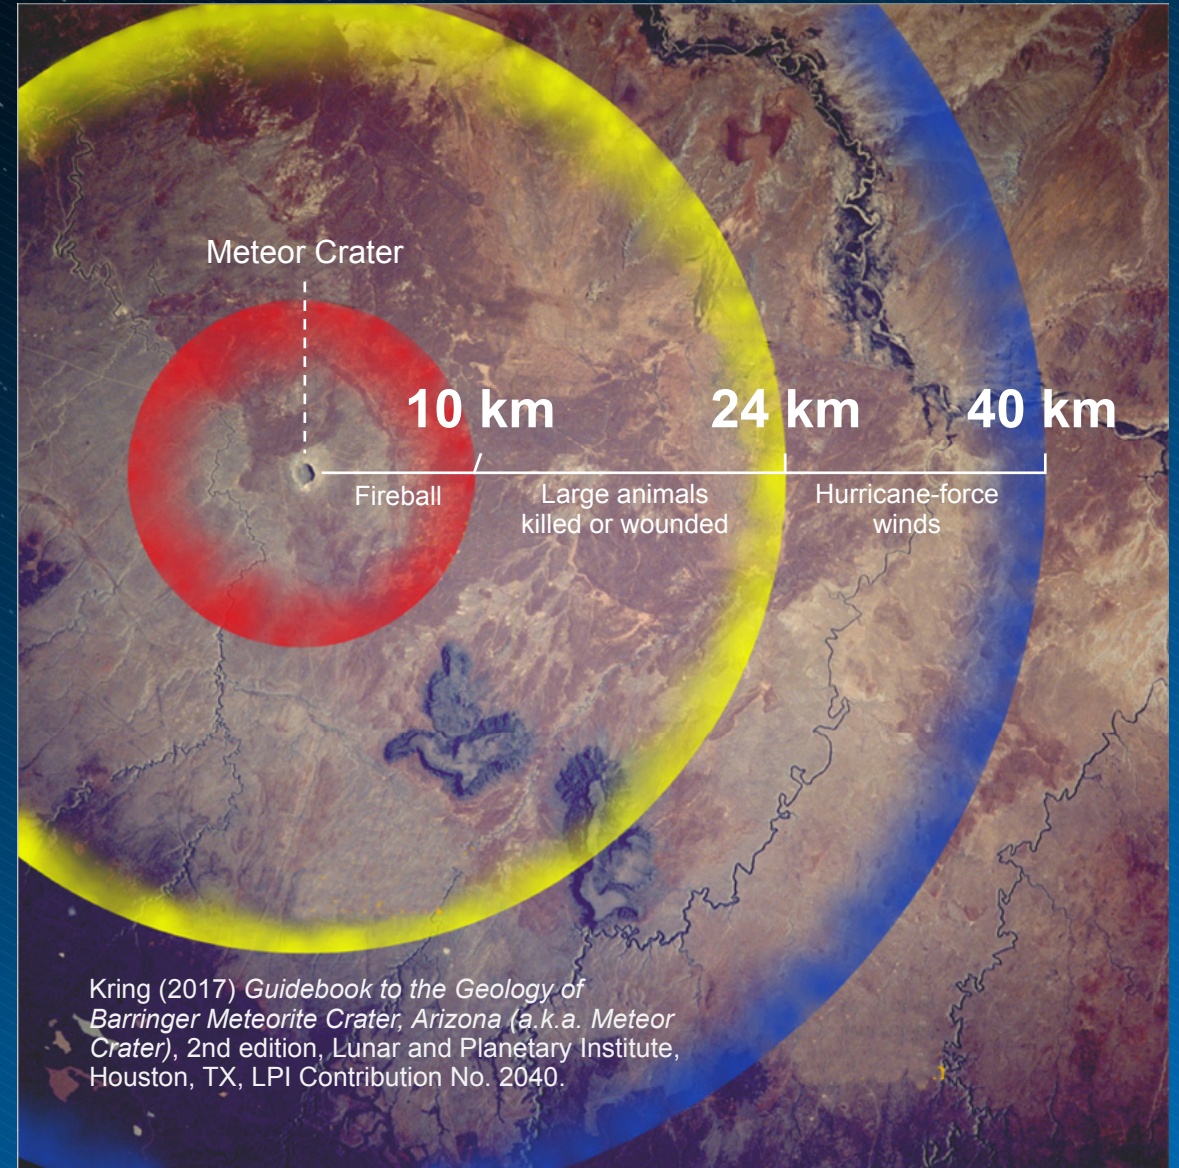 Meteor Crater
10 km
24 km
40 km
Fireball
Large animals
killed or wounded
Hurricane-force
winds
Kring (2017) Guidebook to the Geology of
Barringer Meteorite Crater, Arizona (a.k.a. Meteor
Crater), 2nd edition, Lunar and Planetary Institute,
Houston, TX, LPI Contribution No. 2040.